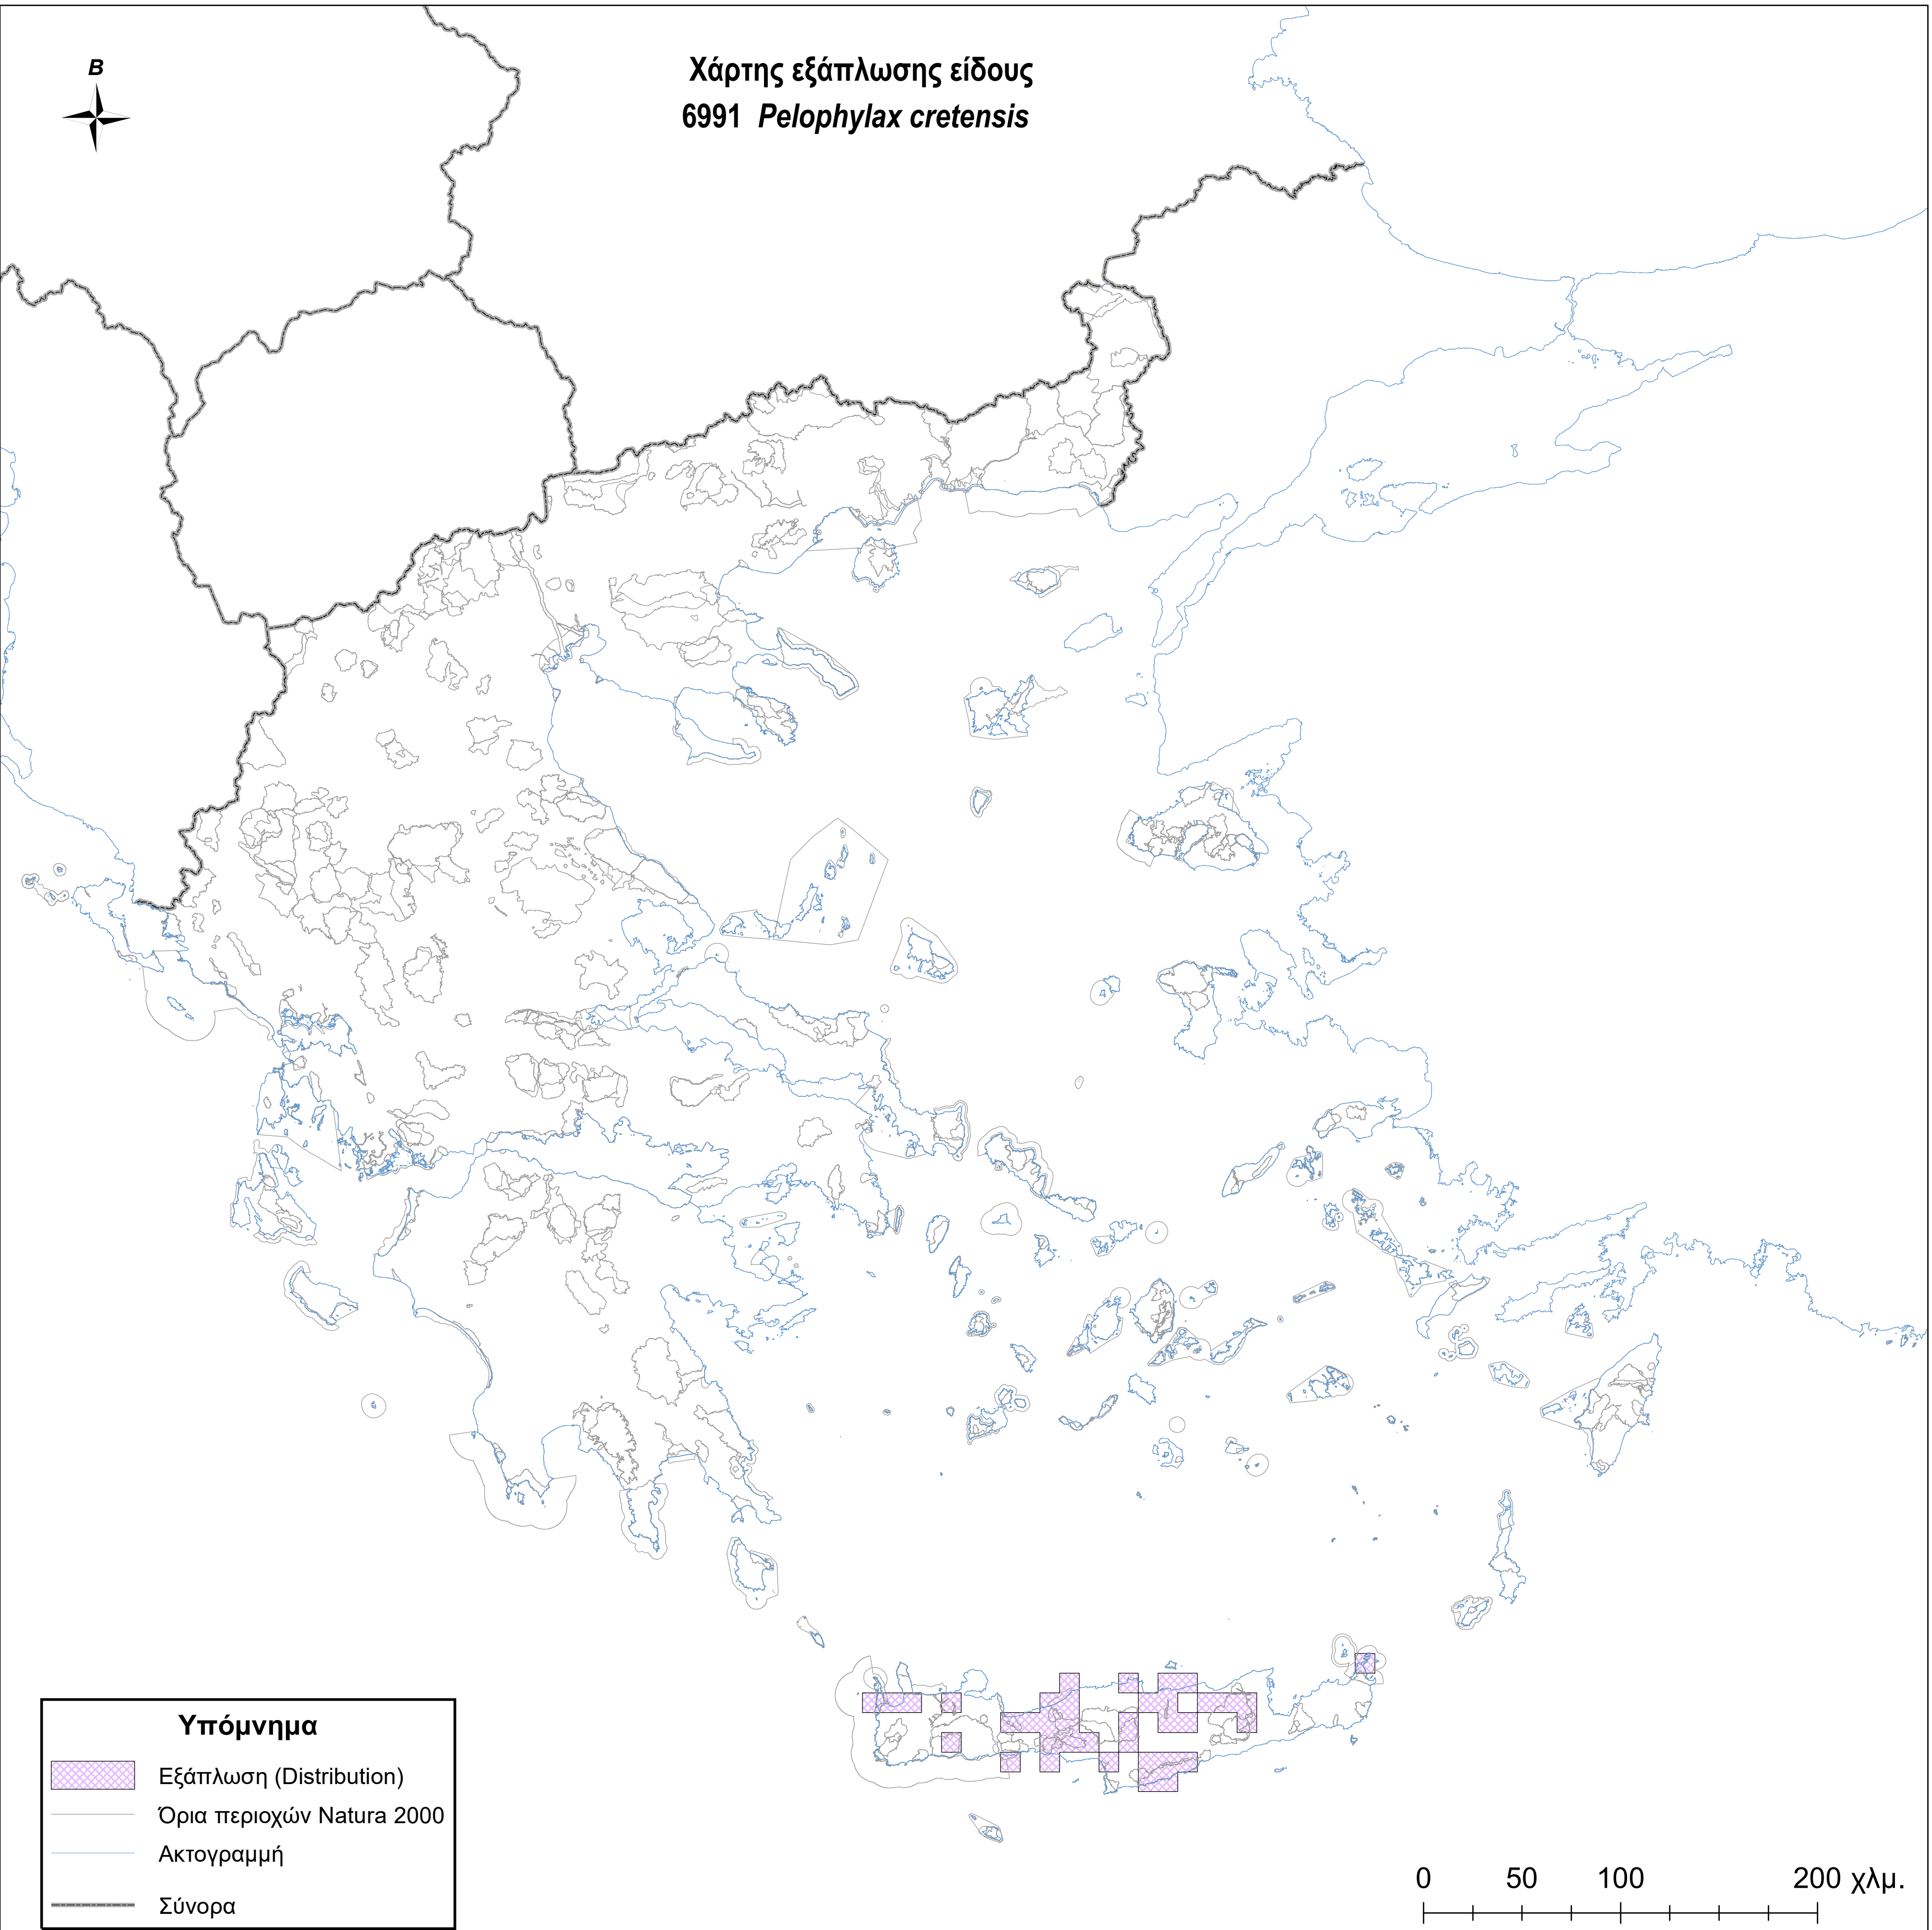 Χάρτης εξάπλωσης είδους
6991 Pelophylax cretensis
Β
Υπόμνημα
Εξάπλωση (Distribution)
Όρια περιοχών Natura 2000
Ακτογραμμή
Σύνορα
0 50 100 200 χλμ.